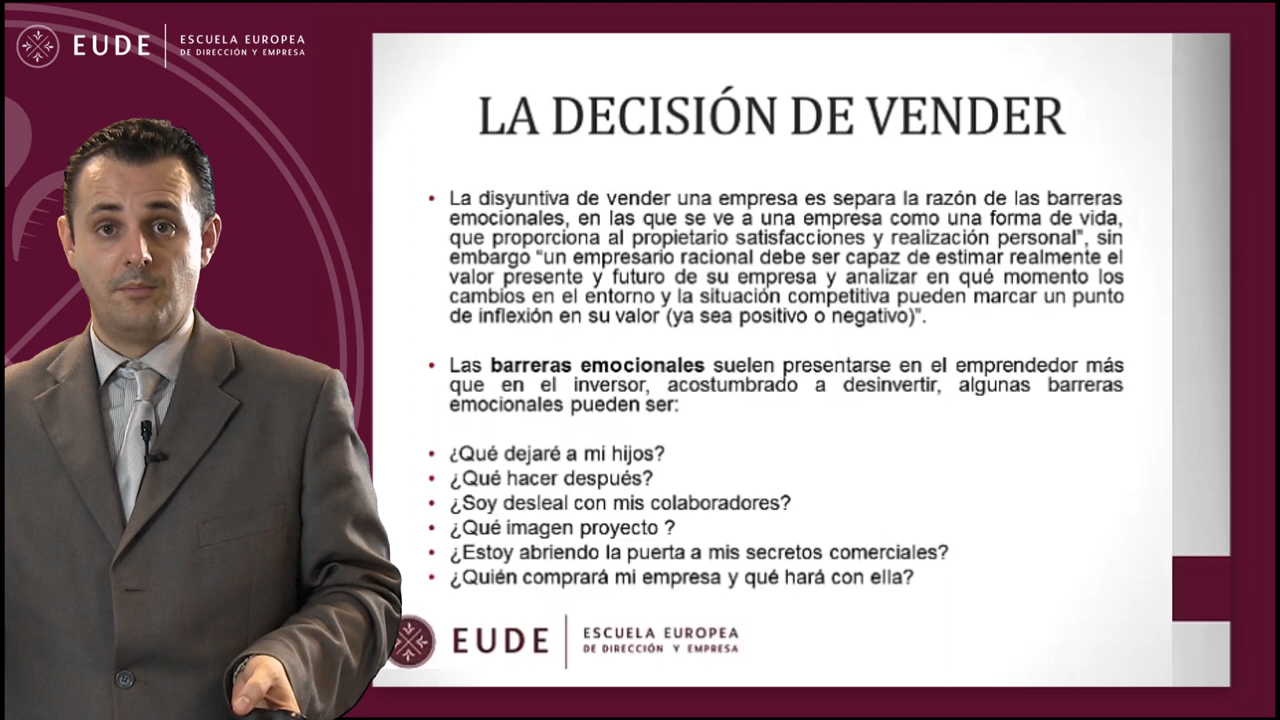 EUDE
ESCUELA EUROPEA
DE DIRECCIÓN Y EMPRESA
LA DECISIÓN DE VENDER
• La disyuntiva de vender una empresa es separa la razón de las barreras
emocionales, en las que se ve a una empresa como una forma de vida,
que proporciona al propietario satisfacciones y realización personal”, sin
embargo “un empresario racional debe ser capaz de estimar realmente el
valor presente y futuro de su empresa y analizar en qué momento los
cambios en el entorno y la situación competitiva pueden marcar un punto
de inflexión en su valor (ya sea positivo o negativo)”.
• Las barreras emocionales suelen presentarse en el emprendedor más
que en el inversor, acostumbrado a desinvertir, algunas barreras
emocionales pueden ser:
• ¿Qué dejaré a mi hijos?
• ¿Qué hacer después?
• ¿Soy desleal con mis colaboradores?
• ¿Qué imagen proyecto ?
• ¿Estoy abriendo la puerta a mis secretos comerciales?
• ¿Quién comprará mi empresa y qué hará con ella?
EUDE
ESCUELA EUROPEA
DE DIRECCIÓN Y EMPRESA